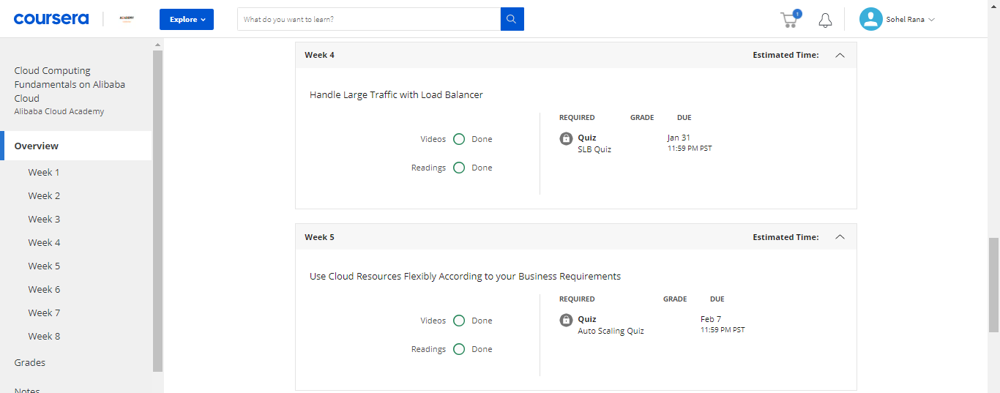 coursera
ACADEMY
Explore
What do you want to learn?
1
Sohel Rana
Cloud Computing
Fundamentals on Alibaba
Cloud
Alibaba Cloud Academy
Overview
Week 1
Week 2
Week 3
Week 4
Week 5
Week 6
Week 7
Week 8
Grades
Notes
Week 4
Estimated Time:
Handle Large Traffic with Load Balancer
Videos Done
Readings Done
REQUIRED GRADE DUE
Quiz Jan 31
SLB Quiz 11:59 PM PST
Week 5
Estimated Time:
Use Cloud Resources Flexibly According to your Business Requirements
Videos Done
Readings Done
REQUIRED GRADE DUE
Quiz Feb 7
Auto Scaling Quiz 11:59 PM PST